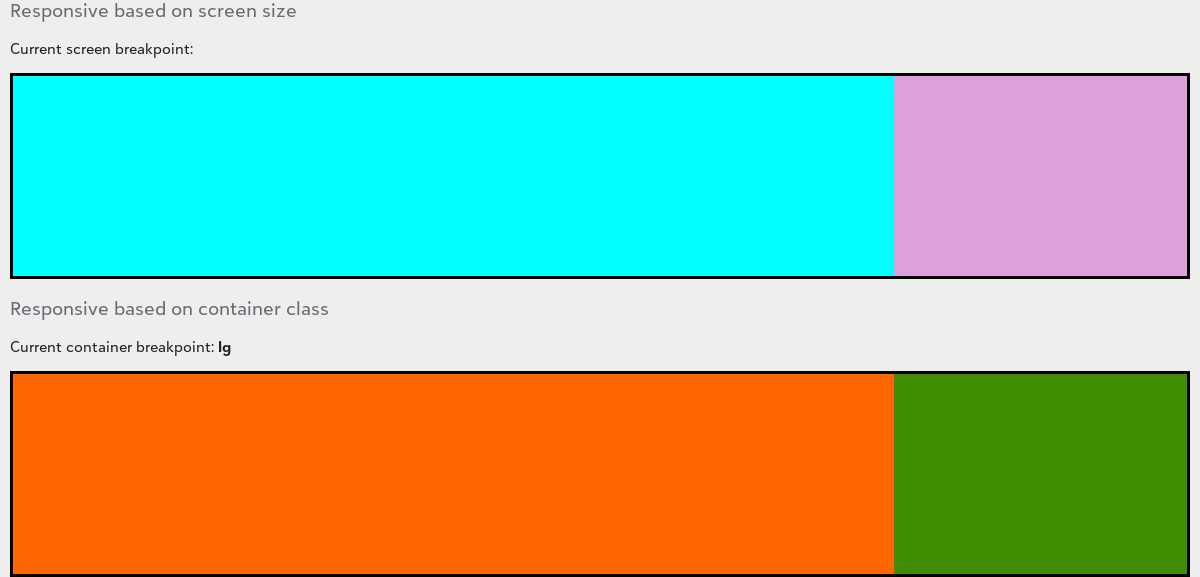 Responsive based on screen size
Current screen breakpoint:
Responsive based on container class
Current container breakpoint: lg